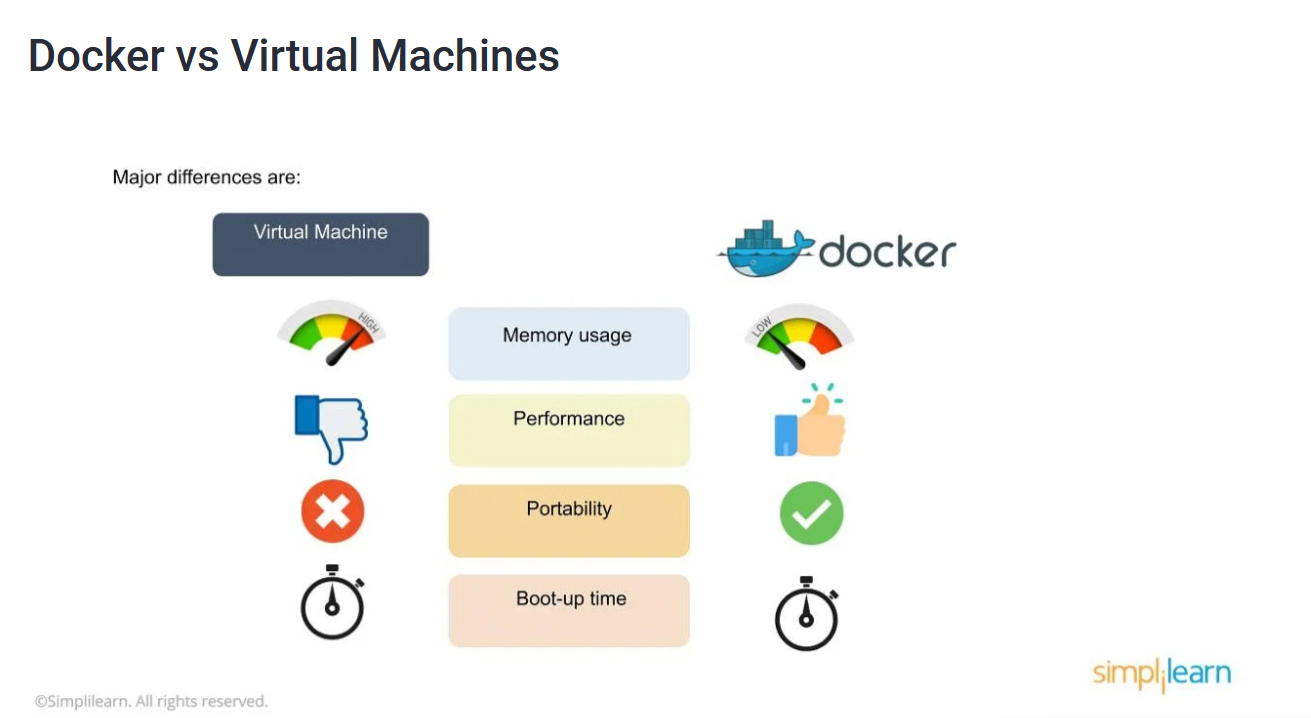 Docker vs Virtual Machines
Major differences are:
Virtual Machine
docker
HIGH
Memory usage
LOW
Performance
Portability
Boot-up time
simplilearn
©Simplilearn. All rights reserved.